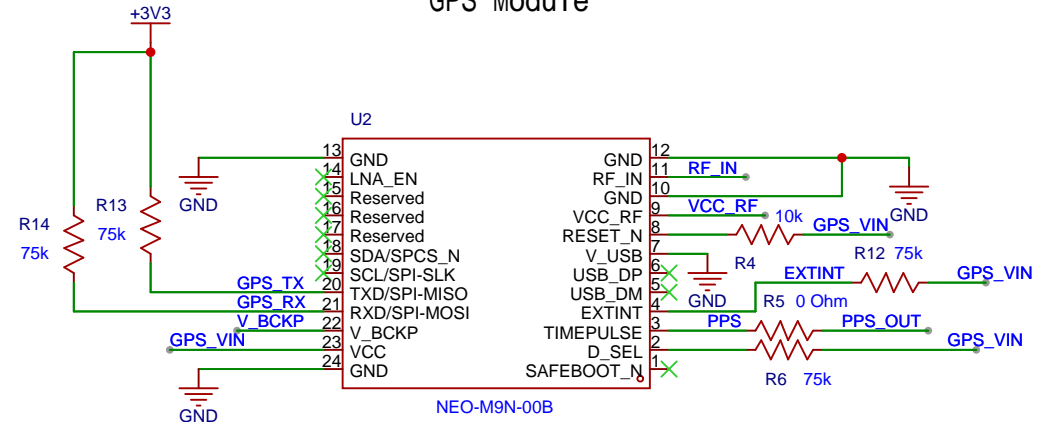 GPS Module
+3V3
U2
13 GND
14 LNA_EN
15 Reserved
16 Reserved
17 Reserved
18 SDA/SPCS_N
19 SCL/SPI-SLK
GPS_TX 20 TXD/SPI-MISO
GPS_RX 21 RXD/SPI-MOSI
V_BCKP 22 V_BCKP
GPS_VIN 23 VCC
24 GND
GND
GND
R14
75k
R13
75k
GND 12
RF_IN 11 RF_IN
GND 10
VCC_RF 9 VCC_RF
RESET_N 8 10k GPS_VIN
R4
V_USB 7
USB_DP 6
USB_DM 5
EXTINT 4 EXTINT R12 75k GPS_VIN
TIMEPULSE 3 PPS R5 0 Ohm PPS_OUT
D_SEL 2 R6 75k GPS_VIN
SAFEBOOT_N 1
GND
GND
NEO-M9N-00B